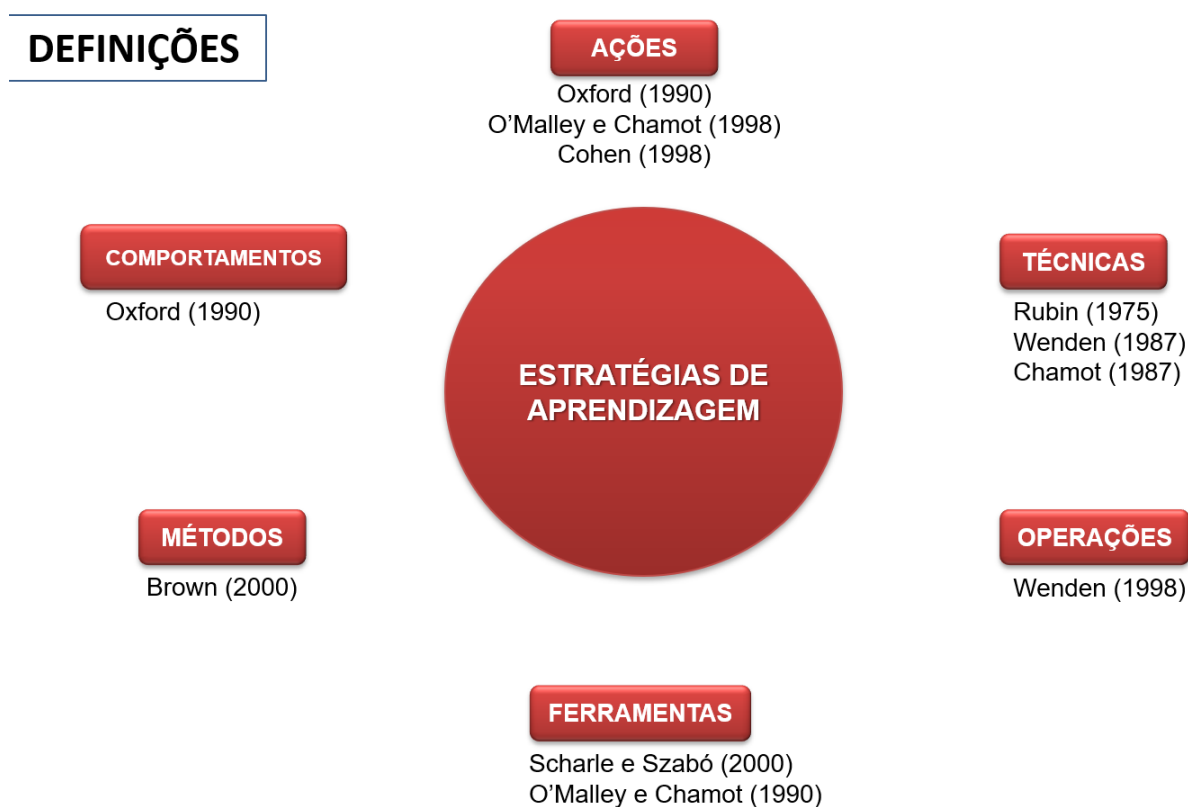 DEFINIÇÕES
AÇÕES
Oxford (1990)
O’Malley e Chamot (1998)
Cohen (1998)
COMPORTAMENTOS
Oxford (1990)
TÉCNICAS
Rubin (1975)
Wenden (1987)
Chamot (1987)
ESTRATÉGIAS DE
APRENDIZAGEM
MÉTODOS
Brown (2000)
OPERAÇÕES
Wenden (1998)
FERRAMENTAS
Scharle e Szabó (2000)
O’Malley e Chamot (1990)